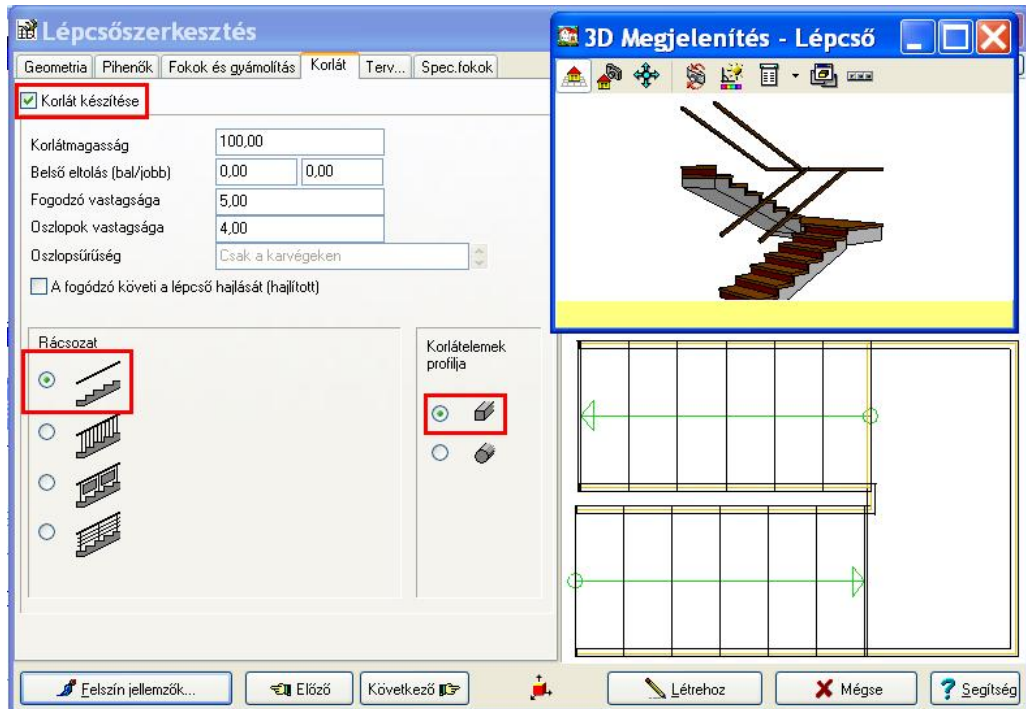 Lépcsőszerkesztés
3D Megjelenítés - Lépcső
Geometria Pihenők Fokok és gyámolítás Korlát Terv... Spec.fokok
Korlát készítése
Korlátmagasság 100,00
Belső eltolás (bal/jobb) 0,00 0,00
Fogodzó vastagsága 5,00
Oszlopok vastagsága 4,00
Oszlopsűrűség Csak a karvégeken
A fogódzó követi a lépcső hajlását (hajlított)
Rácsozat
Korlátelemek
profilja
Felszín jellemzők... Előző Következő Létrehoz Mégse Segítség